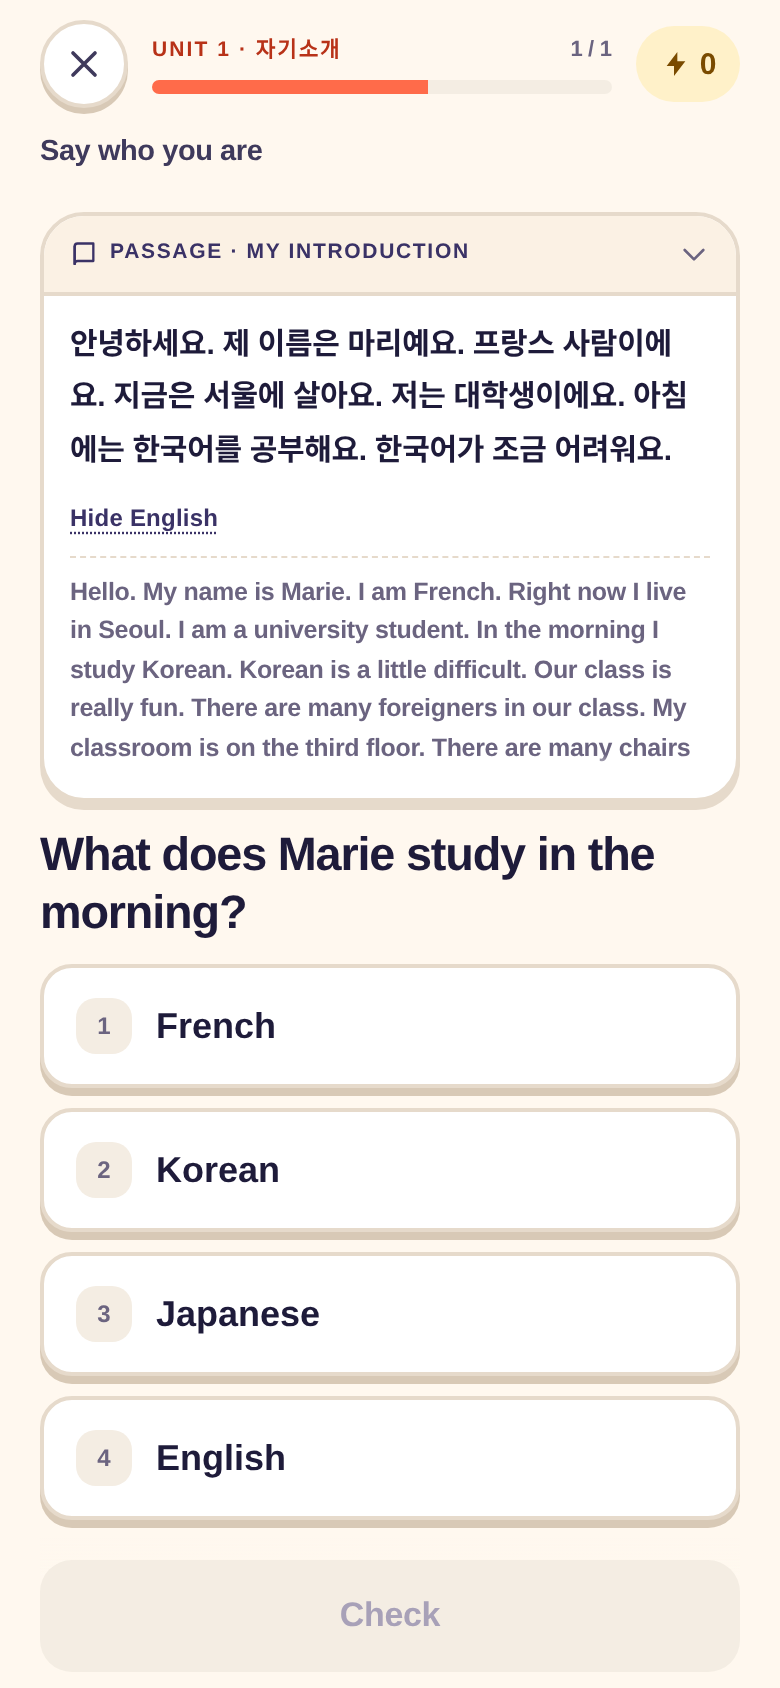 UNIT 1 · 자기소개
1 / 1
0
Say who you are
PASSAGE · MY INTRODUCTION
안녕하세요. 제 이름은 마리예요. 프랑스 사람이에
요. 지금은 서울에 살아요. 저는 대학생이에요. 아침
에는 한국어를 공부해요. 한국어가 조금 어려워요.
Hide English
Hello. My name is Marie. I am French. Right now I live
in Seoul. I am a university student. In the morning I
study Korean. Korean is a little difficult. Our class is
really fun. There are many foreigners in our class. My
classroom is on the third floor. There are many chairs
What does Marie study in the
morning?
1 French
2 Korean
3 Japanese
4 English
Check